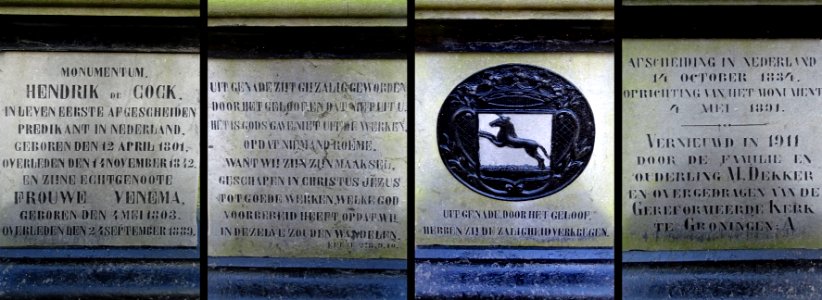 MONUMENTUM.
HENDRIK DE COCK,
IN LEVEN EERSTE AFGESCHEIDEN
PREDIKANT IN NEDERLAND,
GEBOREN DEN 12 APRIL 1801,
OVERLEDEN DEN 14 NOVEMBER 1842,
EN ZIJNE ECHTGENOOTE
FROUWE VENEMA,
GEBOREN DEN 4 MEI 1803,
OVERLEDEN DEN 24 SEPTEMBER 1889.
UIT GENADE ZIJT GIJ ZALIG GEWORDEN
DOOR HET GELOOF, EN DAT NIET UIT U,
HET IS GODS GAVE NIET UIT DE WERKEN,
OPDAT NIEMAND ROEME,
WANT WIJ ZIJN ZIJN MAAKSEL,
GESCHAPEN IN CHRISTUS JEZUS
TOT GOEDE WERKEN, WELKE GOD
VOORBEREID HEEFT, OPDAT WIJ
IN DEZELVE ZOUDEN WANDELEN.
UIT GENADE, DOOR HET GELOOF,
HEBBEN ZIJ DE ZALIGHEID VERKREGEN.
AFSCHEIDING IN NEDERLAND
14 OCTOBER 1834.
OPRICHTING VAN HET MONUMENT
4 MEI 1891.
VERNIEUWD IN 1911
DOOR DE FAMILIE EN
OUDERLING M. DEKKER
EN OVERGEDRAGEN VAN DE
GEREFORMEERDE KERK
TE GRONINGEN: A